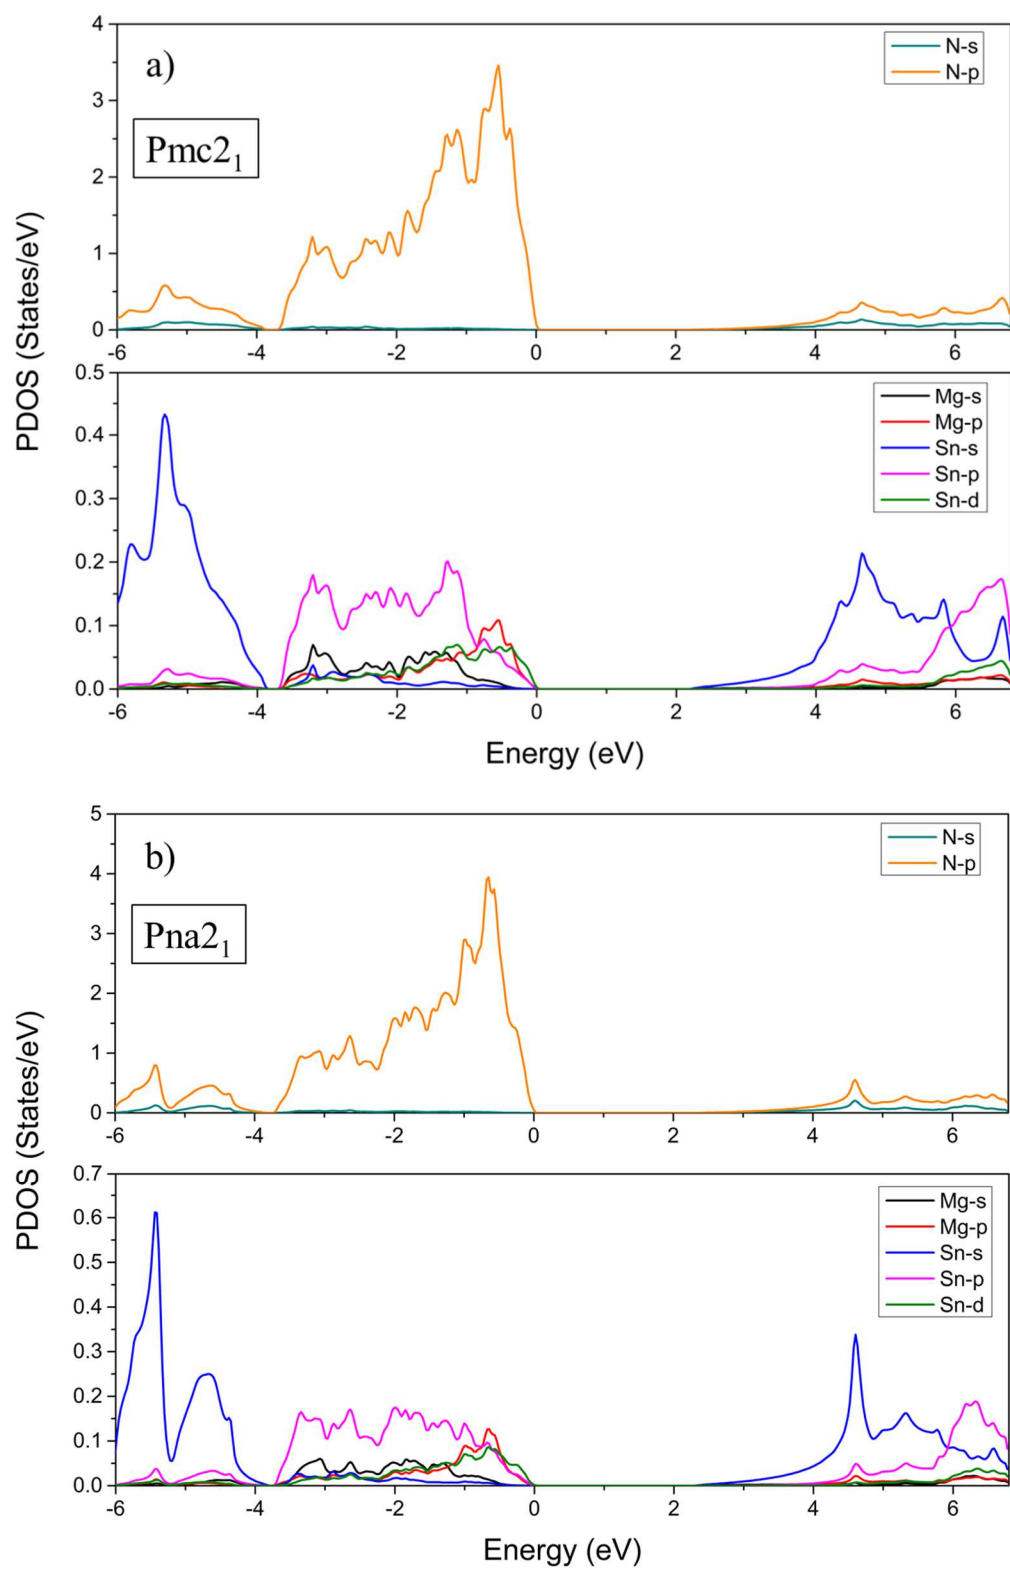 a)
Pmc2₁
N-s
N-p
4
3
2
1
0
-6 -4 -2 0 2 4 6
PDOS (States/eV)
Mg-s
Mg-p
Sn-s
Sn-p
Sn-d
0.5
0.4
0.3
0.2
0.1
0.0
-6 -4 -2 0 2 4 6
Energy (eV)
b)
Pna2₁
N-s
N-p
5
4
3
2
1
0
-6 -4 -2 0 2 4 6
PDOS (States/eV)
Mg-s
Mg-p
Sn-s
Sn-p
Sn-d
0.7
0.6
0.5
0.4
0.3
0.2
0.1
0.0
-6 -4 -2 0 2 4 6
Energy (eV)